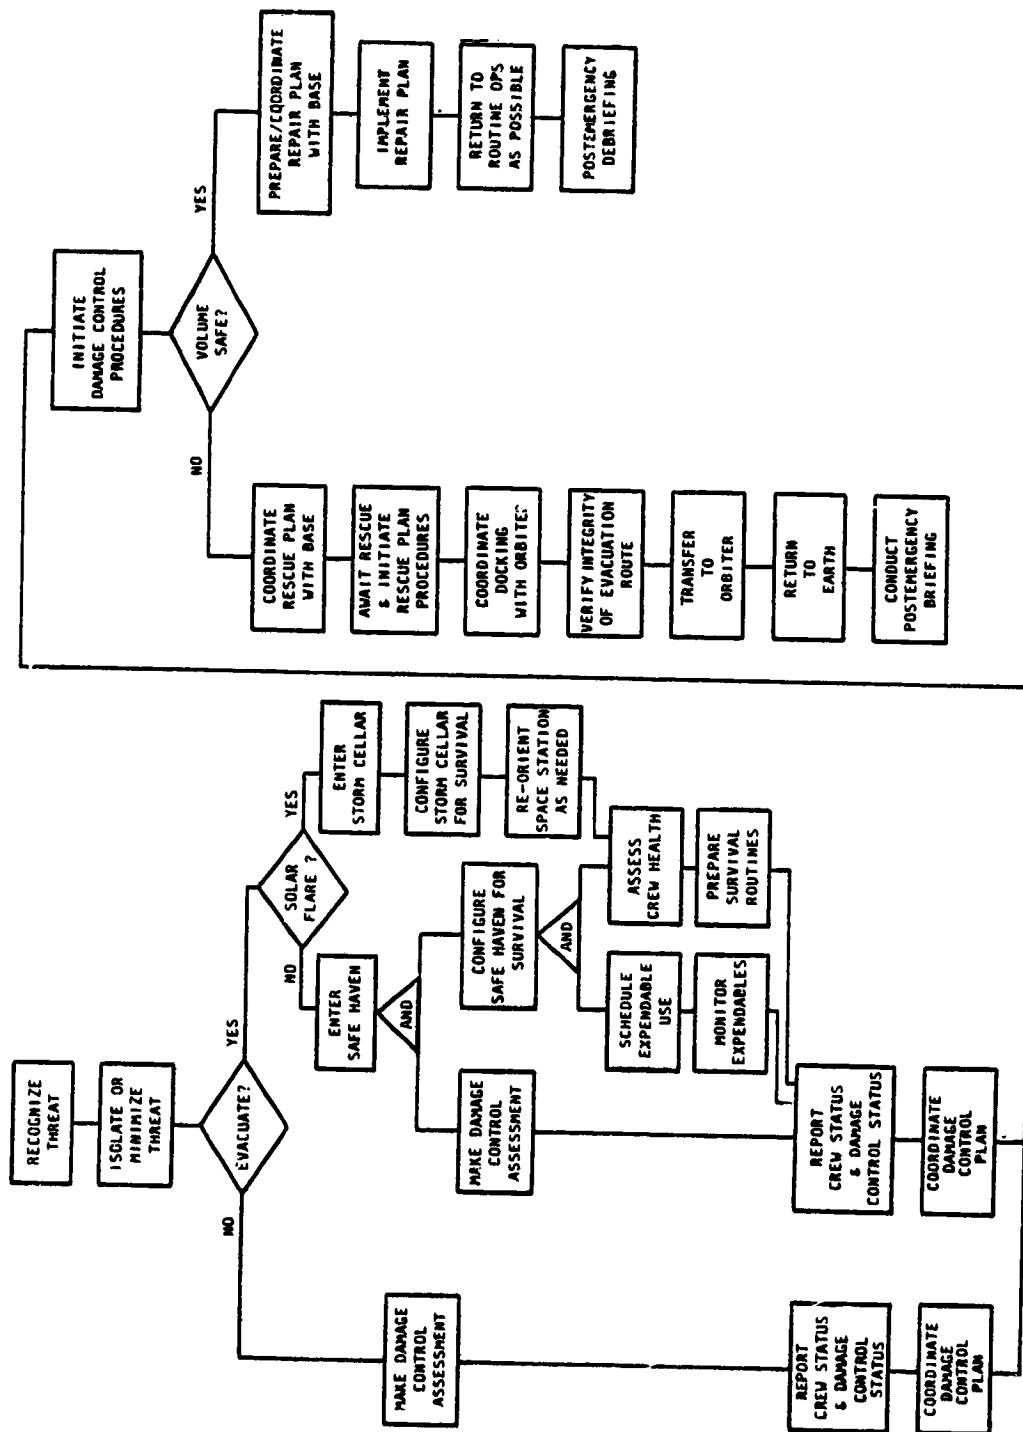 RECOGNIZE
THREAT
ISOLATE OR
MINIMIZE
THREAT
EVACUATE?
NO
YES
SOLAR
FLARE ?
NO
YES
MAKE DAMAGE
CONTROL
ASSESSMENT
REPORT
CREW STATUS
& DAMAGE
CONTROL
STATUS
COORDINATE
DAMAGE
CONTROL
PLAN
ENTER
SAFE HAVEN
AND
MAKE DAMAGE
CONTROL
ASSESSMENT
CONFIGURE
SAFE HAVEN FOR
SURVIVAL
AND
SCHEDULE
EXPENDABLE
USE
MONITOR
EXPENDABLES
ENTER
STORM CELLAR
CONFIGURE
STORM CELLAR
FOR SURVIVAL
RE-ORIENT
SPACE STATION
AS NEEDED
ASSESS
CREW HEALTH
PREPARE
SURVIVAL
ROUTINES
REPORT
CREW STATUS
& DAMAGE
CONTROL STATUS
COORDINATE
DAMAGE
CONTROL
PLAN
INITIATE
DAMAGE CONTROL
PROCEDURES
VOLUME
SAFE?
NO
YES
COORDINATE
RESCUE PLAN
WITH BASE
AWAIT RESCUE
& INITIATE
RESCUE PLAN
PROCEDURES
COORDINATE
DOCKING
WITH ORBITER
VERIFY INTEGRITY
OF EVACUATION
ROUTE
TRANSFER
TO
ORBITER
RETURN
TO
EARTH
CONDUCT
POSTEMERGENCY
BRIEFING
PREPARE/COORDINATE
REPAIR PLAN
WITH BASE
IMPLEMENT
REPAIR PLAN
RETURN TO
ROUTINE OPS
AS POSSIBLE
POSTEMERGENCY
DEBRIEFING